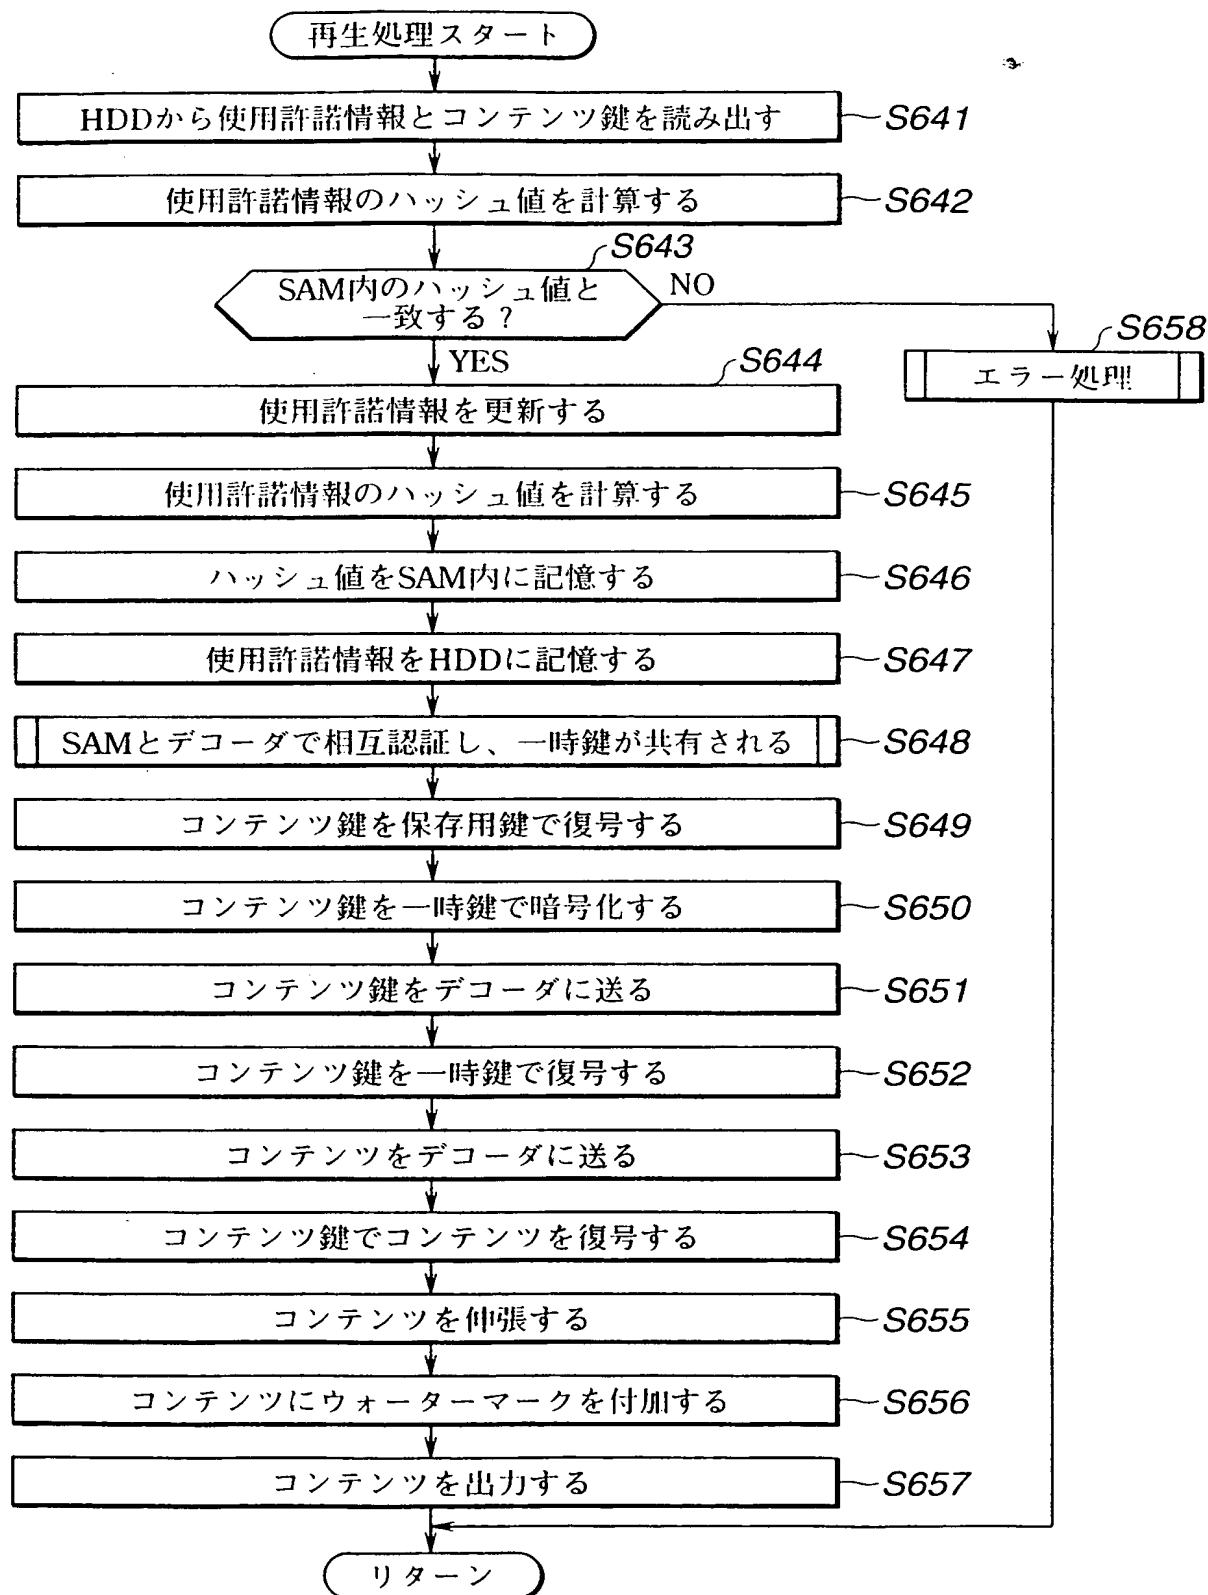 再生処理スタート
HDDから使用許諾情報とコンテンツ鍵を読み出す
S641
使用許諾情報のハッシュ値を計算する
S642
S643
SAM内のハッシュ値と
一致する?
NO
YES
S658
エラー処理
S644
使用許諾情報を更新する
使用許諾情報のハッシュ値を計算する
S645
ハッシュ値をSAM内に記憶する
S646
使用許諾情報をHDDに記憶する
S647
SAMとデコーダで相互認証し、一時鍵が共有される
S648
コンテンツ鍵を保存用鍵で復号する
S649
コンテンツ鍵を一時鍵で暗号化する
S650
コンテンツ鍵をデコーダに送る
S651
コンテンツ鍵を一時鍵で復号する
S652
コンテンツをデコーダに送る
S653
コンテンツ鍵でコンテンツを復号する
S654
コンテンツを伸張する
S655
コンテンツにウォーターマークを付加する
S656
コンテンツを出力する
S657
リターン